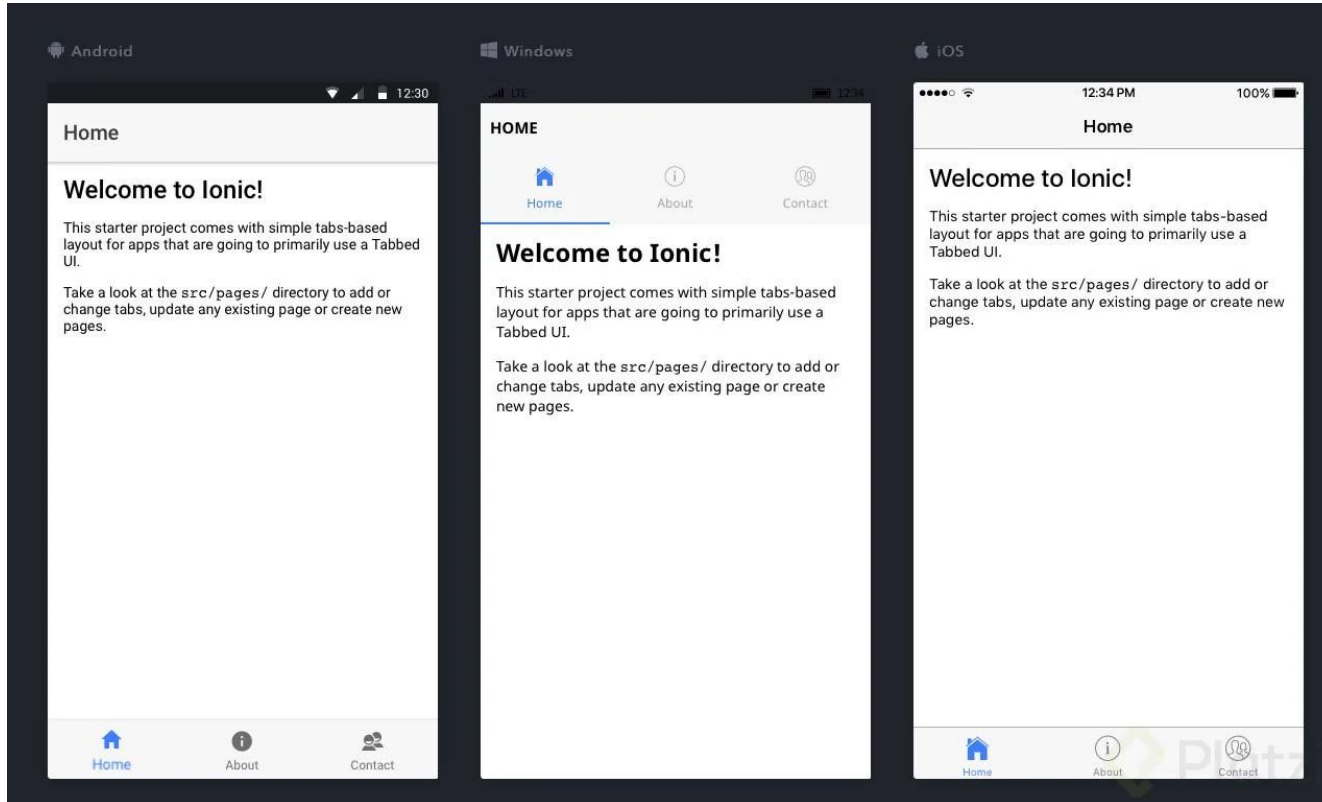 Android
12:30
Home
Welcome to Ionic!
This starter project comes with simple tabs-based
layout for apps that are going to primarily use a Tabbed
UI.
Take a look at the src/pages/ directory to add or
change tabs, update any existing page or create new
pages.
Home
About
Contact
Windows
LTE
12:34
HOME
Home
About
Contact
Welcome to Ionic!
This starter project comes with simple tabs-based
layout for apps that are going to primarily use a
Tabbed UI.
Take a look at the src/pages/ directory to add or
change tabs, update any existing page or create
new pages.
iOS
12:34 PM
100%
Home
Welcome to Ionic!
This starter project comes with simple tabs-based
layout for apps that are going to primarily use a
Tabbed UI.
Take a look at the src/pages/ directory to add or
change tabs, update any existing page or create new
pages.
Home
About
Contact